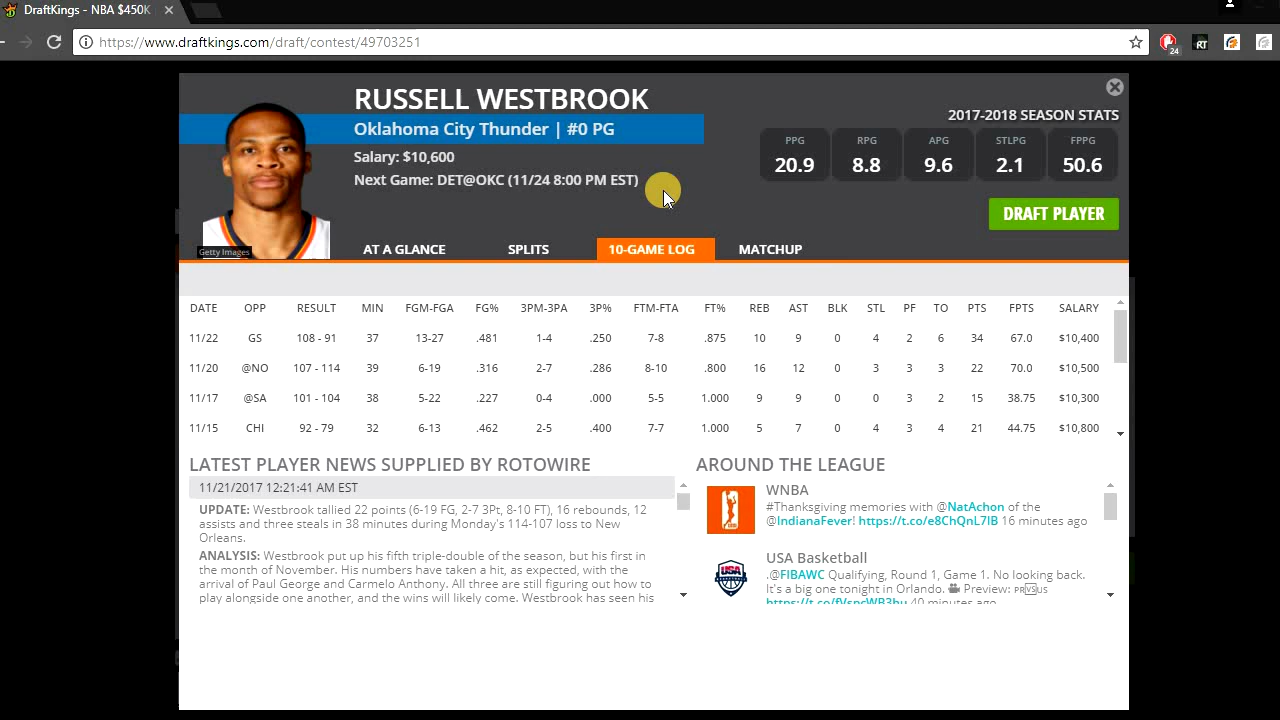 DraftKings - NBA $450K
https://www.draftkings.com/draft/contest/49703251
24
RT
RUSSELL WESTBROOK
Oklahoma City Thunder | #0 PG
Salary: $10,600
Next Game: DET@OKC (11/24 8:00 PM EST)
Getty Images
2017-2018 SEASON STATS
PPG RPG APG STLPG FPPG
20.9 8.8 9.6 2.1 50.6
DRAFT PLAYER
AT A GLANCE SPLITS 10-GAME LOG MATCHUP
DATE OPP RESULT MIN FGM-FGA FG% 3PM-3PA 3P% FTM-FTA FT% REB AST BLK STL PF TO PTS FPTS SALARY
11/22 GS 108 - 91 37 13-27 .481 1-4 .250 7-8 .875 10 9 0 4 2 6 34 67.0 $10,400
11/20 @NO 107 - 114 39 6-19 .316 2-7 .286 8-10 .800 16 12 0 3 3 3 22 70.0 $10,500
11/17 @SA 101 - 104 38 5-22 .227 0-4 .000 5-5 1.000 9 9 0 0 3 2 15 38.75 $10,300
11/15 CHI 92 - 79 32 6-13 .462 2-5 .400 7-7 1.000 5 7 0 4 3 4 21 44.75 $10,800
LATEST PLAYER NEWS SUPPLIED BY ROTOWIRE
11/21/2017 12:21:41 AM EST
UPDATE: Westbrook tallied 22 points (6-19 FG, 2-7 3Pt, 8-10 FT), 16 rebounds, 12
assists and three steals in 38 minutes during Monday's 114-107 loss to New
Orleans.
ANALYSIS: Westbrook put up his fifth triple-double of the season, but his first in
the month of November. His numbers have taken a hit, as expected, with the
arrival of Paul George and Carmelo Anthony. All three are still figuring out how to
play alongside one another, and the wins will likely come. Westbrook has seen his
AROUND THE LEAGUE
WNBA
#Thanksgiving memories with @NatAchon of the
@IndianaFever! https://t.co/e8ChQnL7IB 16 minutes ago
USA Basketball
.@FIBAWC Qualifying, Round 1, Game 1. No looking back.
It's a big one tonight in Orlando. Preview: us
40 minutes ago